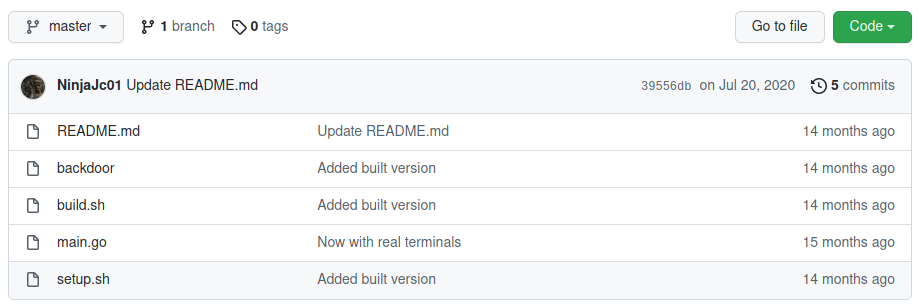 master 1 branch 0 tags Go to file Code
NinjaJc01 Update README.md 39556db on Jul 20, 2020 5 commits
README.md Update README.md 14 months ago
backdoor Added built version 14 months ago
build.sh Added built version 14 months ago
main.go Now with real terminals 15 months ago
setup.sh Added built version 14 months ago